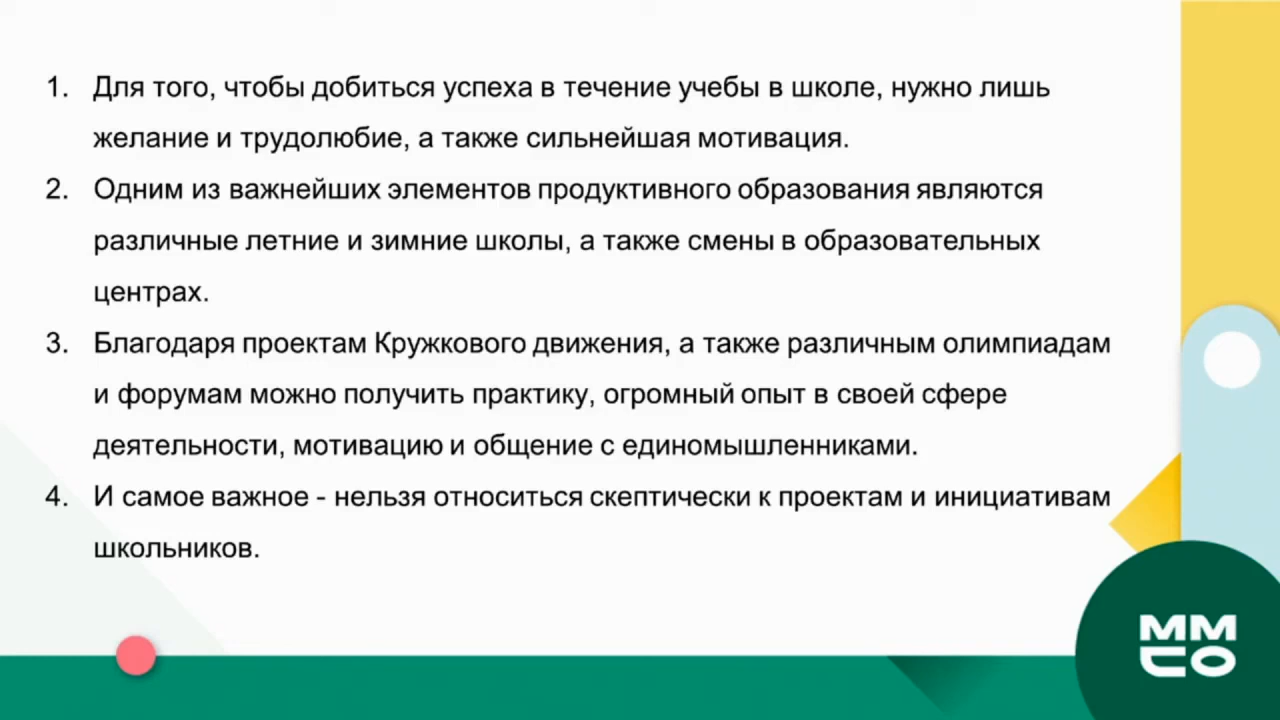 1. Для того, чтобы добиться успеха в течение учебы в школе, нужно лишь
желание и трудолюбие, а также сильнейшая мотивация.
2. Одним из важнейших элементов продуктивного образования являются
различные летние и зимние школы, а также смены в образовательных
центрах.
3. Благодаря проектам Кружкового движения, а также различным олимпиадам
и форумам можно получить практику, огромный опыт в своей сфере
деятельности, мотивацию и общение с единомышленниками.
4. И самое важное - нельзя относиться скептически к проектам и инициативам
школьников.
ММ
СО